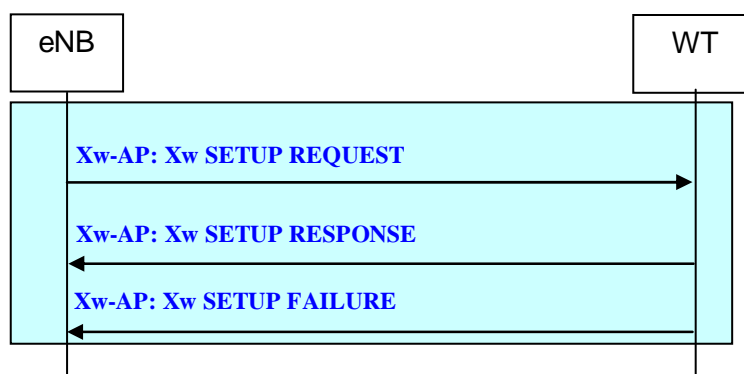 eNB
WT
Xw-AP: Xw SETUP REQUEST
Xw-AP: Xw SETUP RESPONSE
Xw-AP: Xw SETUP FAILURE